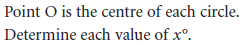 Point O is the centre of each circle.
Determine each value of x°.